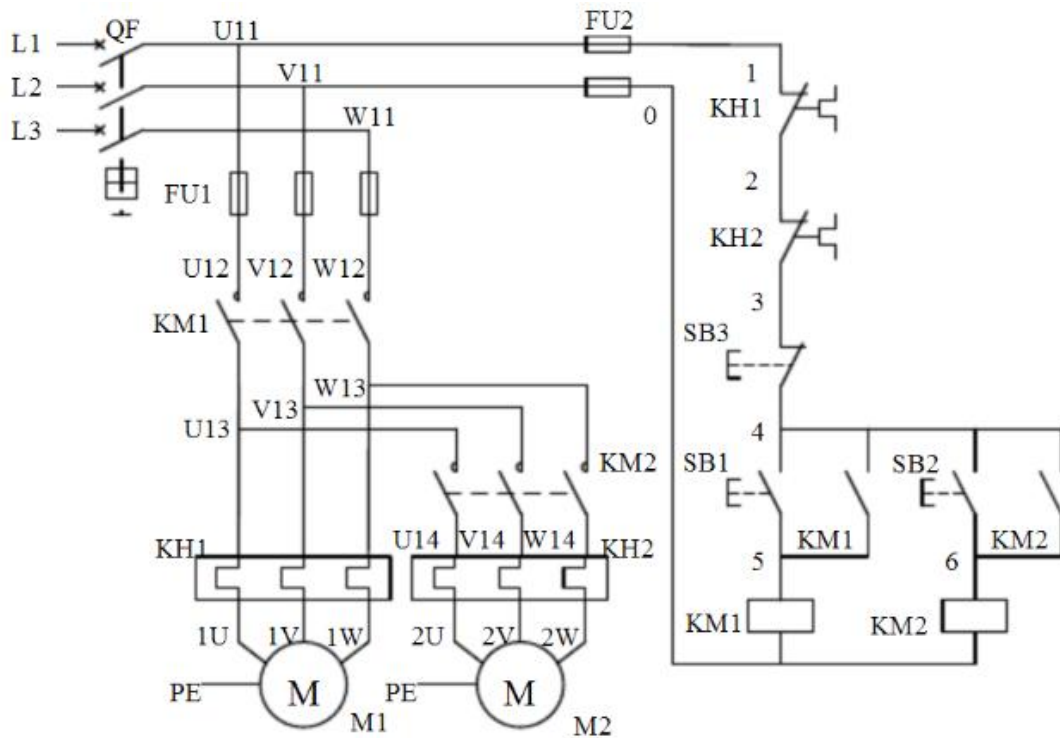 L1 QF U11 FU2
L2 V11 1
L3 W11 0 KH1
FU1 2
KH2
U12 V12 W12
3
KM1
SB3
W13
V13
U13 4
KM2 SB1 SB2
KH1 U14 V14 W14 KH2 KM1 KM2
5 6
1U 1V 1W 2U 2V 2W KM1 KM2
PE M PE M
M1 M2